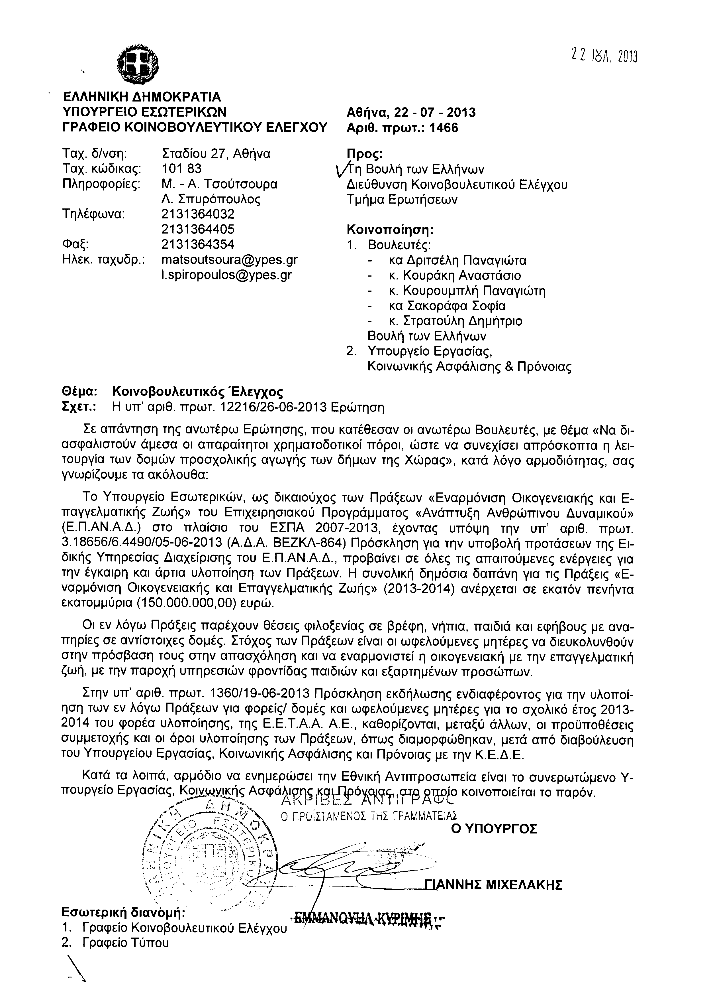 22 ΙΟΥΛ. 2013
ΕΛΛΗΝΙΚΗ ΔΗΜΟΚΡΑΤΙΑ
ΥΠΟΥΡΓΕΙΟ ΕΣΩΤΕΡΙΚΩΝ
ΓΡΑΦΕΙΟ ΚΟΙΝΟΒΟΥΛΕΥΤΙΚΟΥ ΕΛΕΓΧΟΥ
Αθήνα, 22 - 07 - 2013
Αριθ. πρωτ.: 1466
Ταχ. δ/νση: Σταδίου 27, Αθήνα
Ταχ. κώδικας: 101 83
Πληροφορίες: Μ. - Α. Τσούτσουρα
Λ. Σπυρόπουλος
Τηλέφωνα: 2131364032
2131364405
Φαξ: 2131364354
Ηλεκ. ταχυδρ.: matsoutsoura@ypes.gr
l.spiropoulos@ypes.gr
Προς:
Τη Βουλή των Ελλήνων
Διεύθυνση Κοινοβουλευτικού Ελέγχου
Τμήμα Ερωτήσεων
Κοινοποίηση:
1. Βουλευτές:
- κα Δριτσέλη Παναγιώτα
- κ. Κουράκη Αναστάσιο
- κ. Κουρουμπλή Παναγιώτη
- κα Σακοράφα Σοφία
- κ. Στρατούλη Δημήτριο
Βουλή των Ελλήνων
2. Υπουργείο Εργασίας,
Κοινωνικής Ασφάλισης & Πρόνοιας
Θέμα: Κοινοβουλευτικός Έλεγχος
Σχετ.: Η υπ’ αριθ. πρωτ. 12216/26-06-2013 Ερώτηση
Σε απάντηση της ανωτέρω Ερώτησης, που κατέθεσαν οι ανωτέρω Βουλευτές, με θέμα «Να δι-
ασφαλιστούν άμεσα οι απαραίτητοι χρηματοδοτικοί πόροι, ώστε να συνεχίσει απρόσκοπτα η λει-
τουργία των δομών προσχολικής αγωγής των δήμων της Χώρας», κατά λόγο αρμοδιότητας, σας
γνωρίζουμε τα ακόλουθα:
Το Υπουργείο Εσωτερικών, ως δικαιούχος των Πράξεων «Εναρμόνιση Οικογενειακής και Ε-
παγγελματικής Ζωής» του Επιχειρησιακού Προγράμματος «Ανάπτυξη Ανθρώπινου Δυναμικού»
(Ε.Π.ΑΝ.Α.Δ.) στο πλαίσιο του ΕΣΠΑ 2007-2013, έχοντας υπόψη την υπ’ αριθ. πρωτ.
3.18656/6.4490/05-06-2013 (Α.Δ.Α. ΒΕΖΚΛ-864) Πρόσκληση για την υποβολή προτάσεων της Ει-
δικής Υπηρεσίας Διαχείρισης του Ε.Π.ΑΝ.Α.Δ., προβαίνει σε όλες τις απαιτούμενες ενέργειες για
την έγκαιρη και άρτια υλοποίηση των Πράξεων. Η συνολική δημόσια δαπάνη για τις Πράξεις «Ε-
ναρμόνιση Οικογενειακής και Επαγγελματικής Ζωής» (2013-2014) ανέρχεται σε εκατόν πενήντα
εκατομμύρια (150.000.000,00) ευρώ.
Οι εν λόγω Πράξεις παρέχουν θέσεις φιλοξενίας σε βρέφη, νήπια, παιδιά και εφήβους με ανα-
πηρίες σε αντίστοιχες δομές. Στόχος των Πράξεων είναι οι ωφελούμενες μητέρες να διευκολυνθούν
στην πρόσβαση τους στην απασχόληση και να εναρμονιστεί η οικογενειακή με την επαγγελματική
ζωή, με την παροχή υπηρεσιών φροντίδας παιδιών και εξαρτημένων προσώπων.
Στην υπ’ αριθ. πρωτ. 1360/19-06-2013 Πρόσκληση εκδήλωσης ενδιαφέροντος για την υλοποί-
ηση των εν λόγω Πράξεων για φορείς/ δομές και ωφελούμενες μητέρες για το σχολικό έτος 2013-
2014 του φορέα υλοποίησης, της Ε.Ε.Τ.Α.Α. Α.Ε., καθορίζονται, μεταξύ άλλων, οι προϋποθέσεις
συμμετοχής και οι όροι υλοποίησης των Πράξεων, όπως διαμορφώθηκαν, μετά από διαβούλευση
του Υπουργείου Εργασίας, Κοινωνικής Ασφάλισης και Πρόνοιας με την Κ.Ε.Δ.Ε.
Κατά τα λοιπά, αρμόδιο να ενημερώσει την Εθνική Αντιπροσωπεία είναι το συνερωτώμενο Υ-
πουργείο Εργασίας, Κοινωνικής Ασφάλισης και Πρόνοιας, στο οποίο κοινοποιείται το παρόν.
ΑΚΡΙΒΕΣ ΑΝΤΙΓΡΑΦΟ
Ο ΠΡΟΪΣΤΑΜΕΝΟΣ ΤΗΣ ΓΡΑΜΜΑΤΕΙΑΣ
Ο ΥΠΟΥΡΓΟΣ
ΕΛΛΗΝΙΚΗ ΔΗΜΟΚΡΑΤΙΑ
ΥΠΟΥΡΓΕΙΟ ΕΣΩΤΕΡΙΚΩΝ
ΓΙΑΝΝΗΣ ΜΙΧΕΛΑΚΗΣ
ΕΜΜΑΝΟΥΗΛ ΚΥΡΙΜΗΣ
Εσωτερική διανομή:
1. Γραφείο Κοινοβουλευτικού Ελέγχου
2. Γραφείο Τύπου